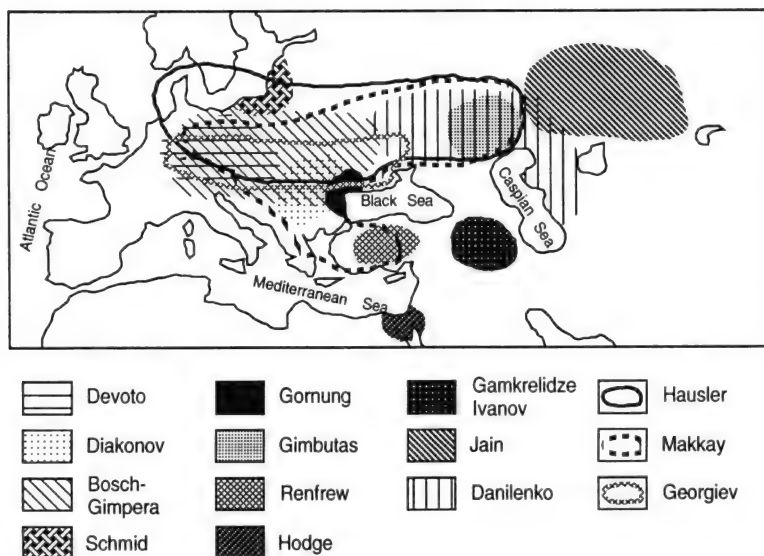 Atlantic Ocean
Black Sea
Caspian Sea
Mediterranean Sea
Devoto
Gornung
Gamkrelidze
Ivanov
Hausler
Diakonov
Gimbutas
Jain
Makkay
Bosch-
Gimpera
Renfrew
Danilenko
Georgiev
Schmid
Hodge